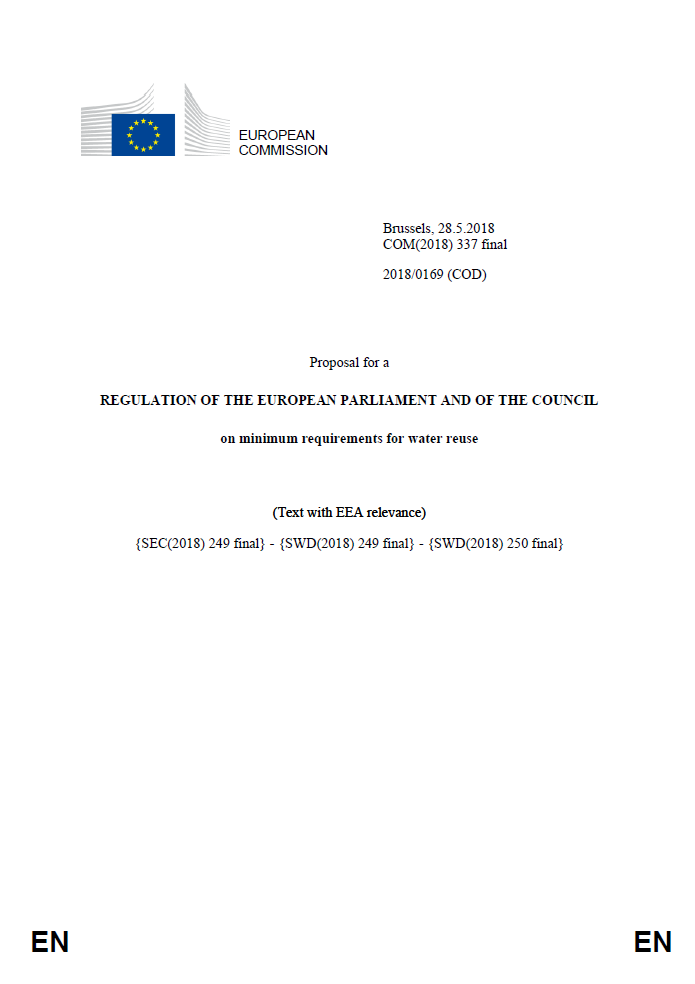 EUROPEAN
COMMISSION
Brussels, 28.5.2018
COM(2018) 337 final
2018/0169 (COD)
Proposal for a
REGULATION OF THE EUROPEAN PARLIAMENT AND OF THE COUNCIL
on minimum requirements for water reuse
(Text with EEA relevance)
{SEC(2018) 249 final} - {SWD(2018) 249 final} - {SWD(2018) 250 final}
EN EN